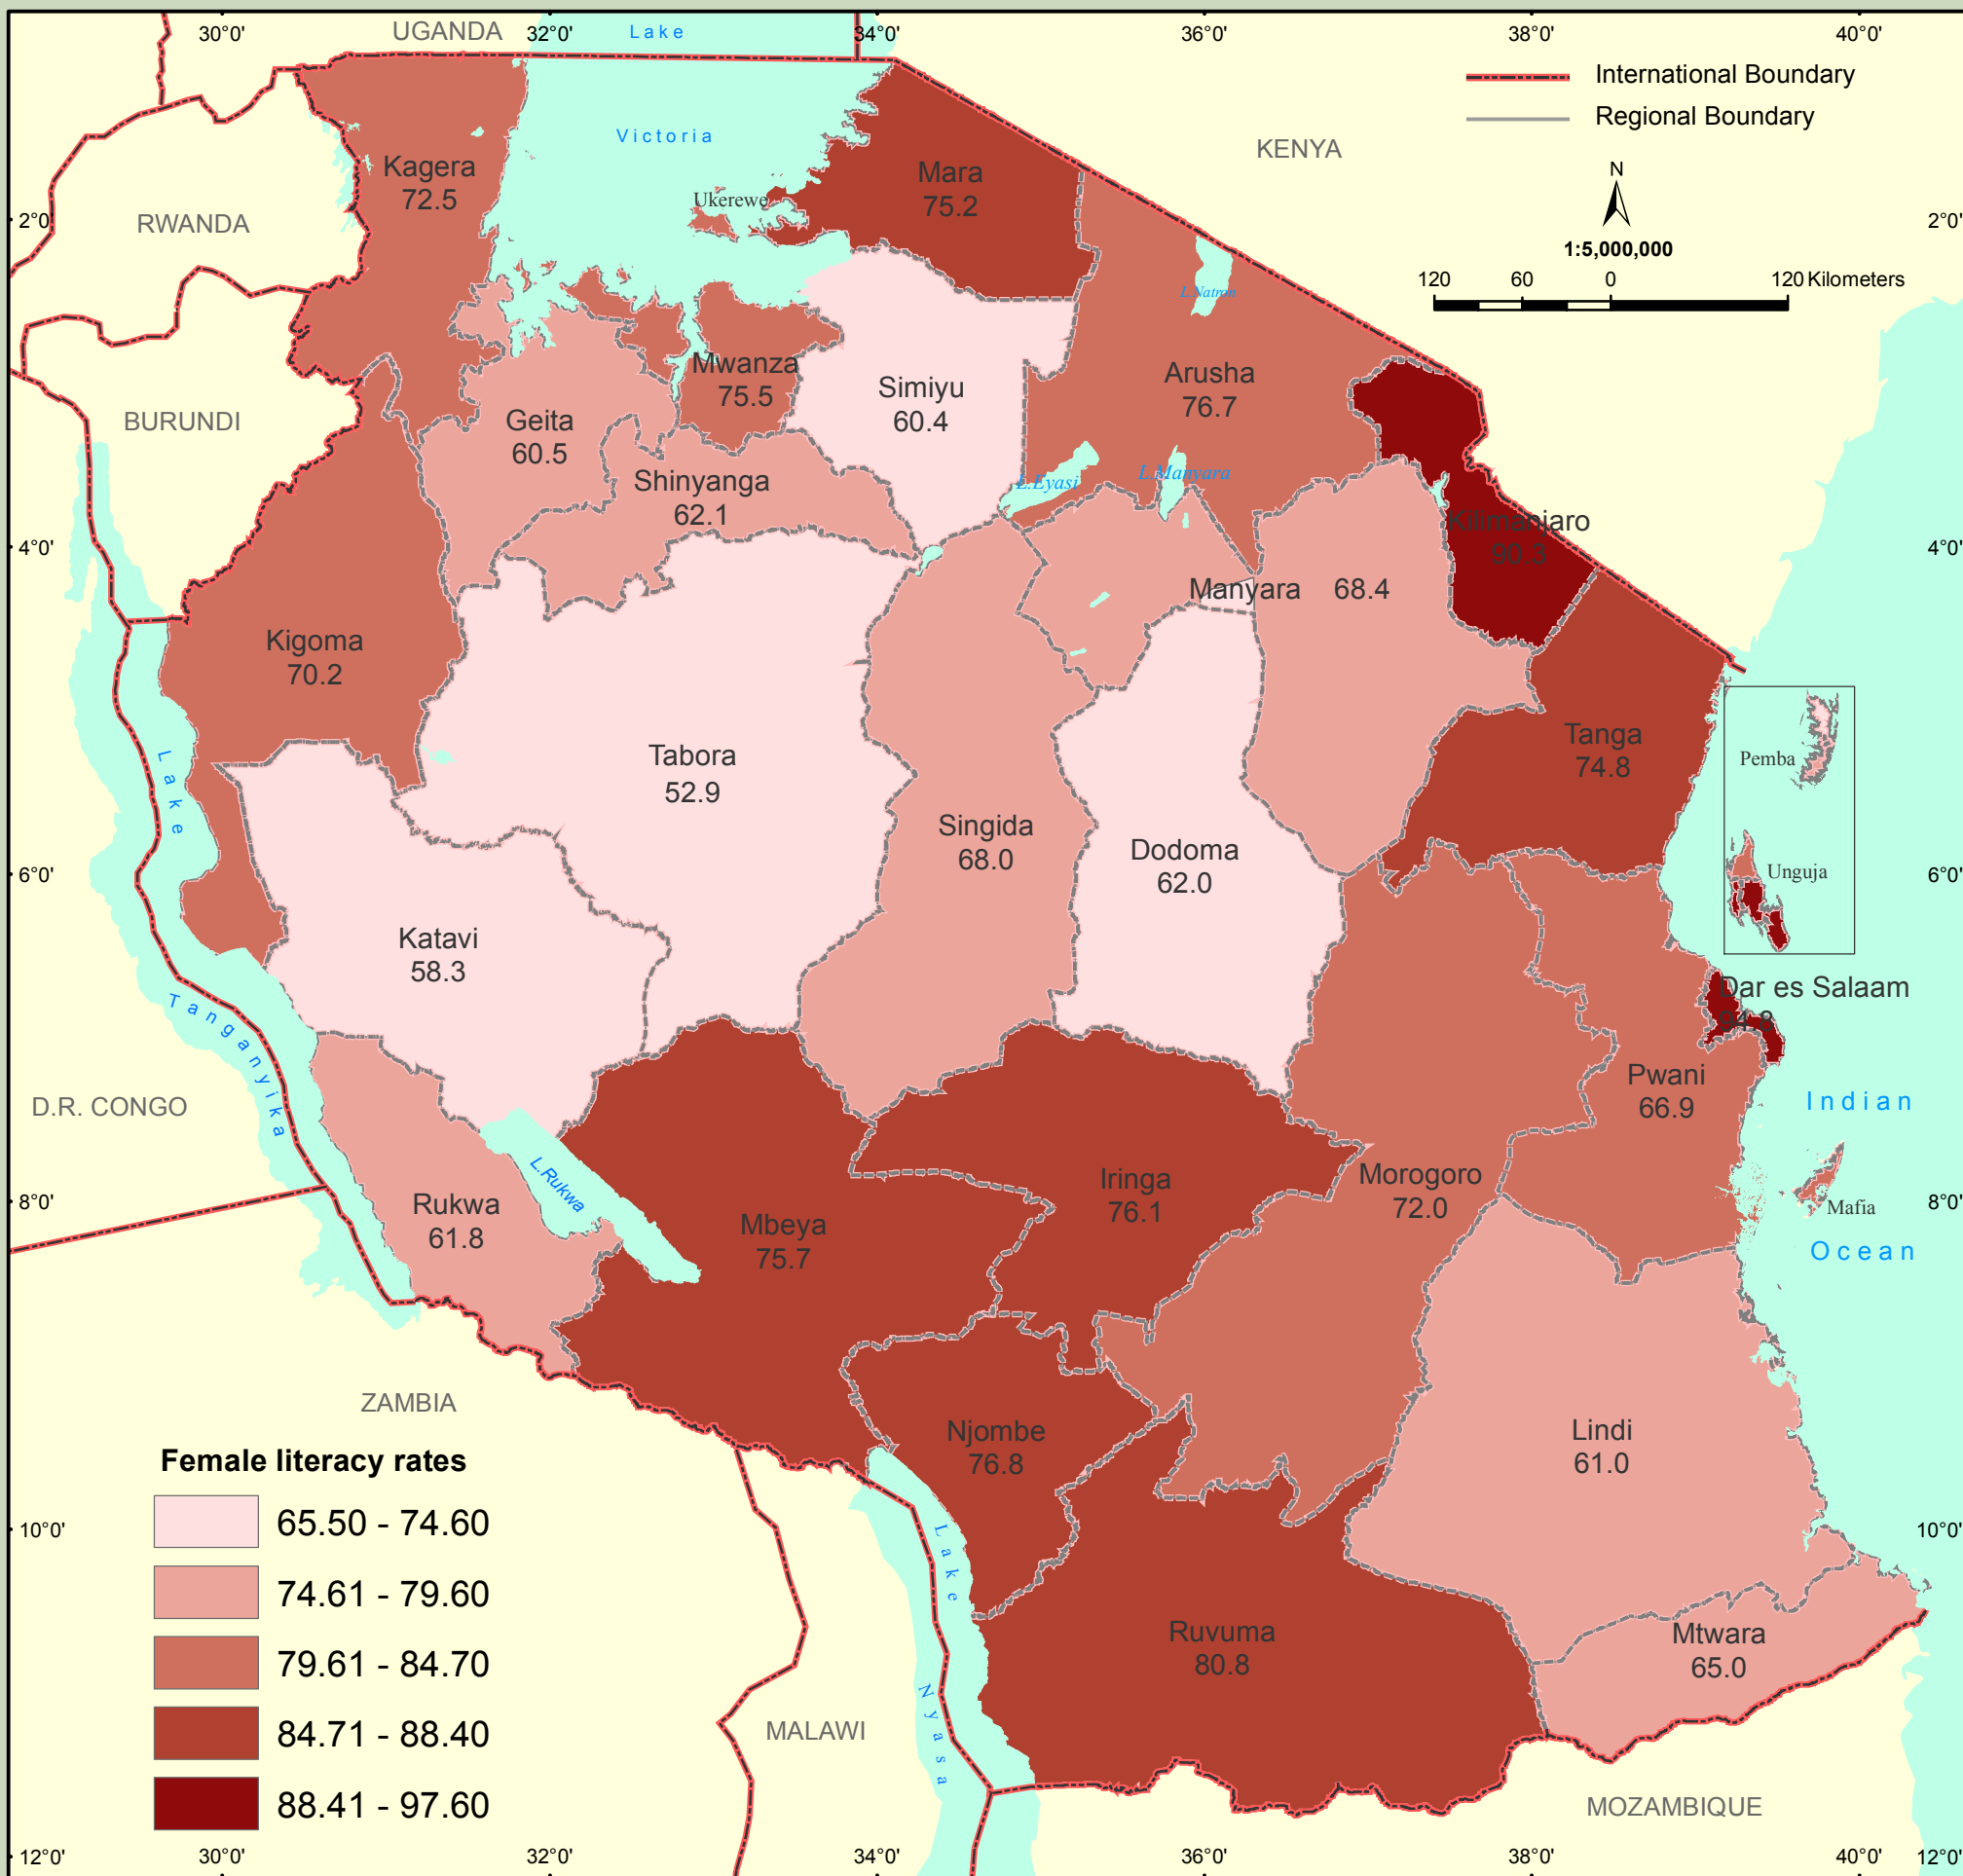 30°0'
UGANDA
32°0'
Lake
34°0'
36°0'
38°0'
40°0'
International Boundary
Regional Boundary
Victoria
KENYA
N
1:5,000,000
120 60 0 120 Kilometers
Kagera
72.5
Mara
75.2
Ukerewe
RWANDA
2°0'
2°0'
L.Natron
Mwanza
75.5
Simiyu
60.4
Arusha
76.7
BURUNDI
Geita
60.5
Shinyanga
62.1
L.Eyasi
L.Manyara
Kilimanjaro
90.3
4°0'
4°0'
Manyara 68.4
Kigoma
70.2
Tabora
52.9
Tanga
74.8
Pemba
Lake
Singida
68.0
Dodoma
62.0
Unguja
6°0'
6°0'
Katavi
58.3
Dar es Salaam
94.8
Tanganyika
Pwani
66.9
D.R. CONGO
Indian
L.Rukwa
Iringa
76.1
Morogoro
72.0
8°0'
8°0'
Rukwa
61.8
Mbeya
75.7
Mafia
Ocean
ZAMBIA
Njombe
76.8
Lindi
61.0
Female literacy rates
65.50 - 74.60
74.61 - 79.60
79.61 - 84.70
84.71 - 88.40
88.41 - 97.60
10°0'
10°0'
Lake
Nyasa
Ruvuma
80.8
Mtwara
65.0
MALAWI
MOZAMBIQUE
12°0'
30°0'
32°0'
34°0'
36°0'
38°0'
40°0'
12°0'